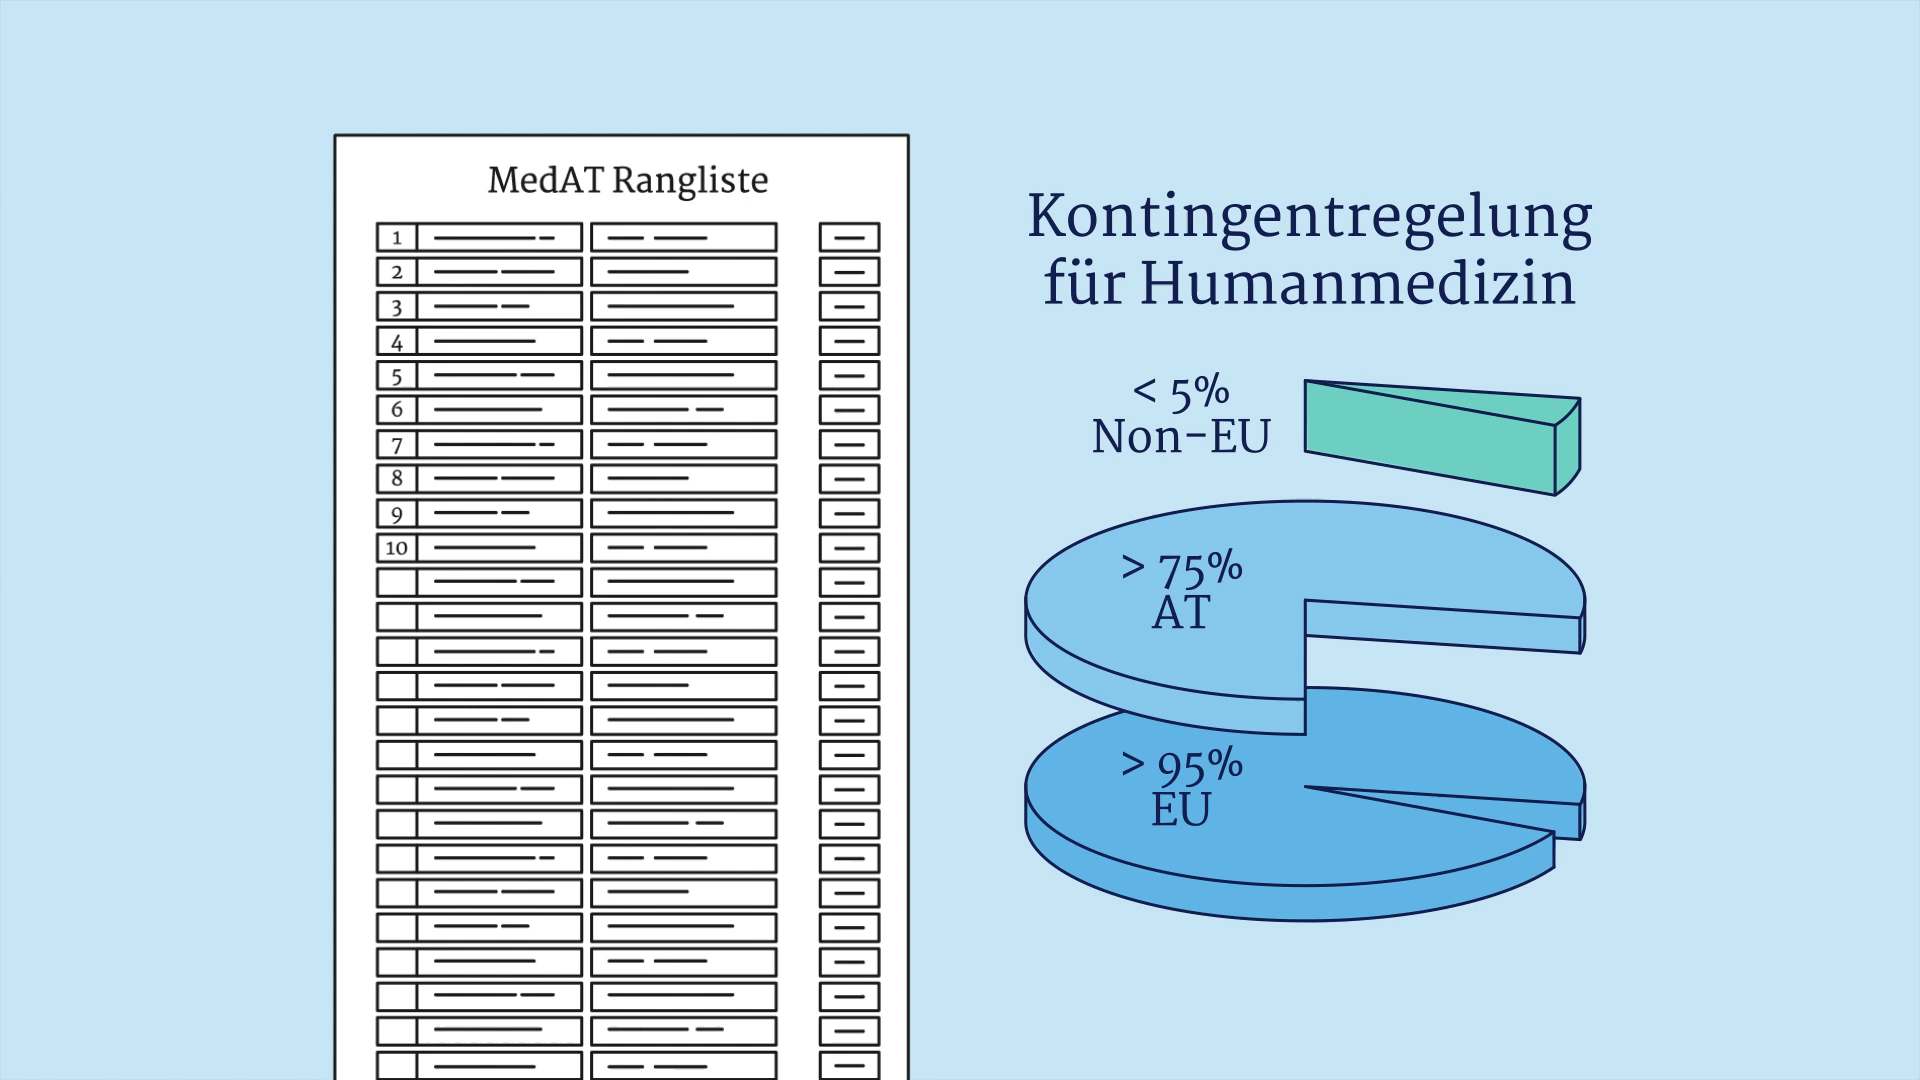 MedAT Rangliste
1
2
3
4
5
6
7
8
9
10
Kontingentregelung
für Humanmedizin
< 5%
Non-EU
> 75%
AT
> 95%
EU